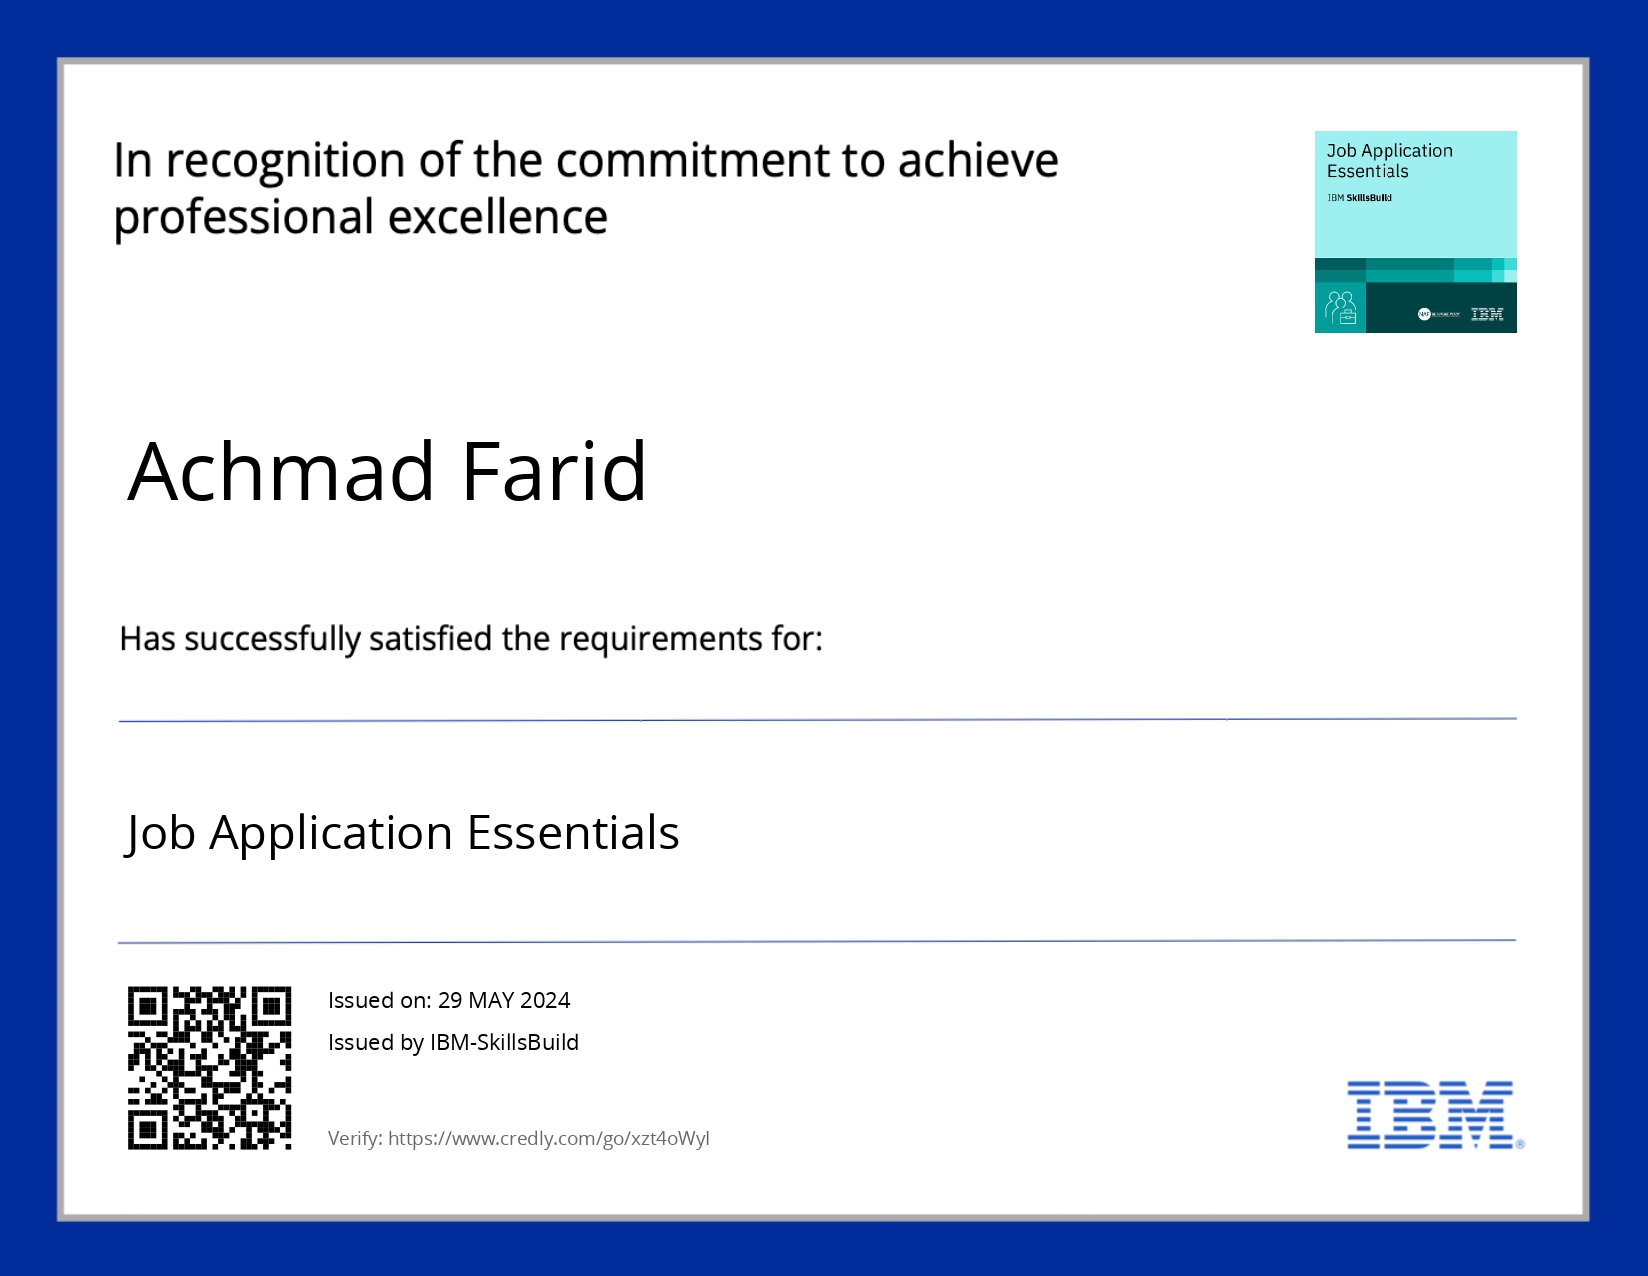 In recognition of the commitment to achieve
professional excellence
Job Application
Essentials
IBM SkillsBuild
IBM
Achmad Farid
Has successfully satisfied the requirements for:
Job Application Essentials
Issued on: 29 MAY 2024
Issued by IBM-SkillsBuild
Verify: https://www.credly.com/go/xzt4oWyl
IBM®